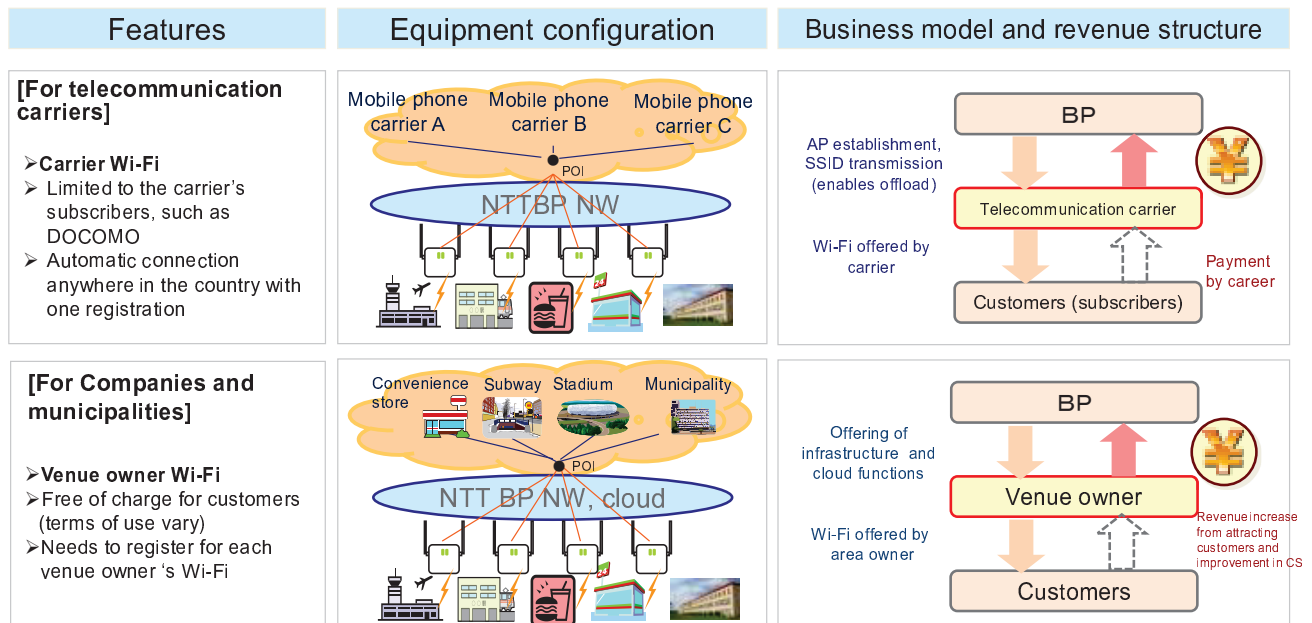 Features
Equipment configuration
Business model and revenue structure
[For telecommunication
carriers]
➢Carrier Wi-Fi
➢ Limited to the carrier's
subscribers, such as
DOCOMO
➢ Automatic connection
anywhere in the country with
one registration
Mobile phone
carrier A
Mobile phone
carrier B
Mobile phone
carrier C
POI
NTTBP NW
24
BP
AP establishment,
SSID transmission
(enables offload)
¥
Telecommunication carrier
Wi-Fi offered by
carrier
Payment
by career
Customers (subscribers)
[For Companies and
municipalities]
➢Venue owner Wi-Fi
➢Free of charge for customers
(terms of use vary)
➢Needs to register for each
venue owner ‘s Wi-Fi
Convenience
store
Subway
Stadium
Municipality
POI
NTT BP NW, cloud
24
BP
Offering of
infrastructure and
cloud functions
¥
Venue owner
Wi-Fi offered by
area owner
Revenue increase
from attracting
customers and
improvement in CS
Customers